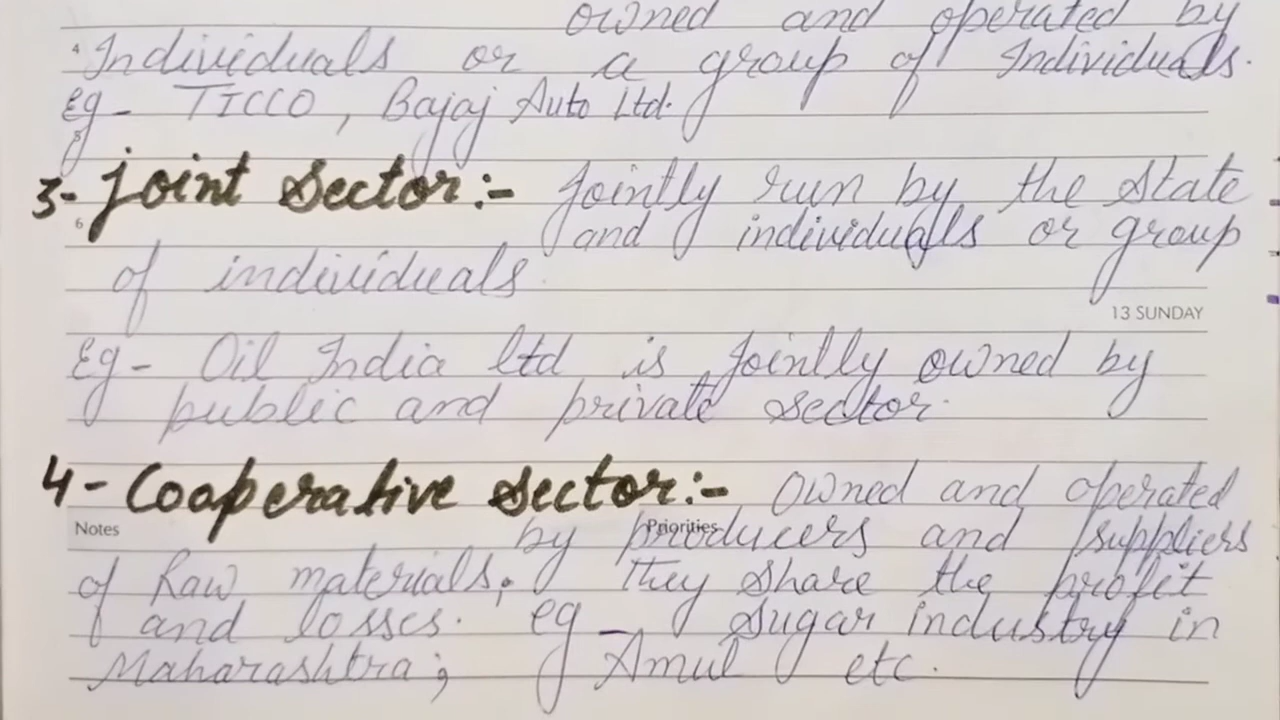 owned and operated by
4
Individuals or a group of Individuals.
Eg- TICCO, Bajaj Auto Ltd.
5
3- Joint Sector:- Jointly run by the State
6
and individuals or group
of individuals.
13 SUNDAY
Eg- Oil India ltd is Jointly owned by
public and private sector.
4- Cooperative Sector:- Owned and operated
Notes Priorities
by producers and suppliers
of Raw materials, They Share the profit
and losses. eg- Sugar industry in
Maharashtra; Amul etc.